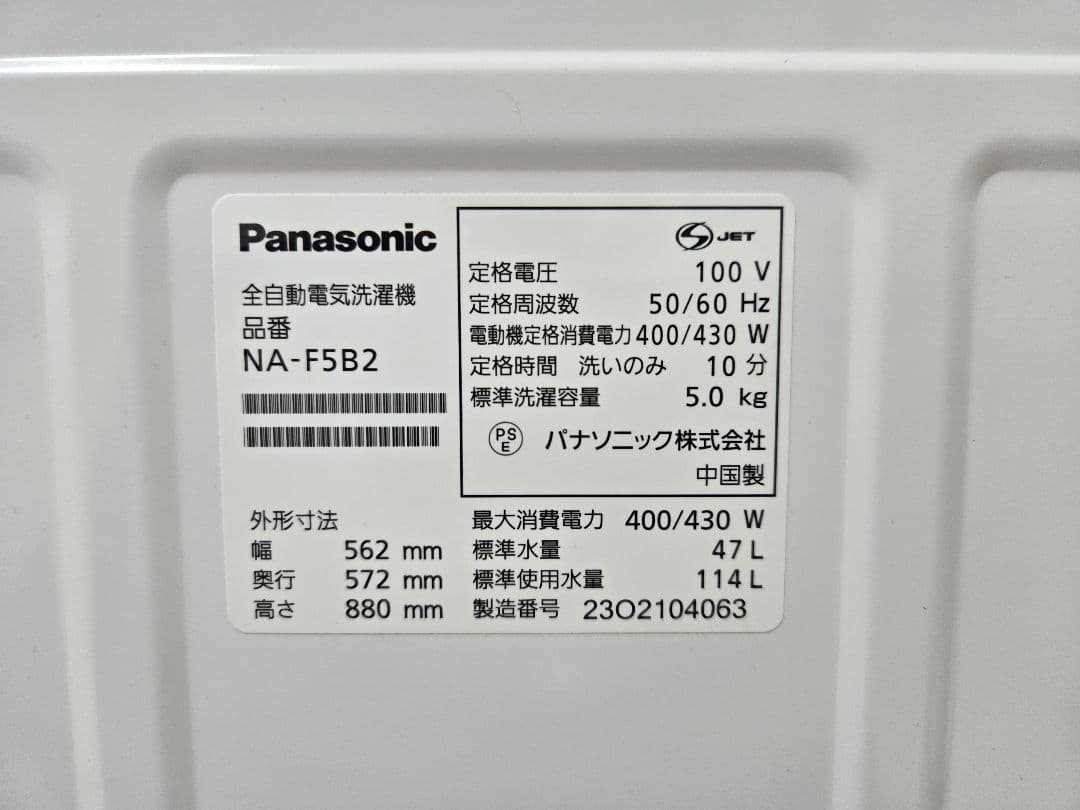 Panasonic
全自動電気洗濯機
品番
NA-F5B2
S JET
定格電圧 100 V
定格周波数 50/60 Hz
電動機定格消費電力 400/430 W
定格時間 洗いのみ 10 分
標準洗濯容量 5.0 kg
PSE パナソニック株式会社
中国製
外形寸法
幅 562 mm
奥行 572 mm
高さ 880 mm
最大消費電力 400/430 W
標準水量 47 L
標準使用水量 114 L
製造番号 23O2104063